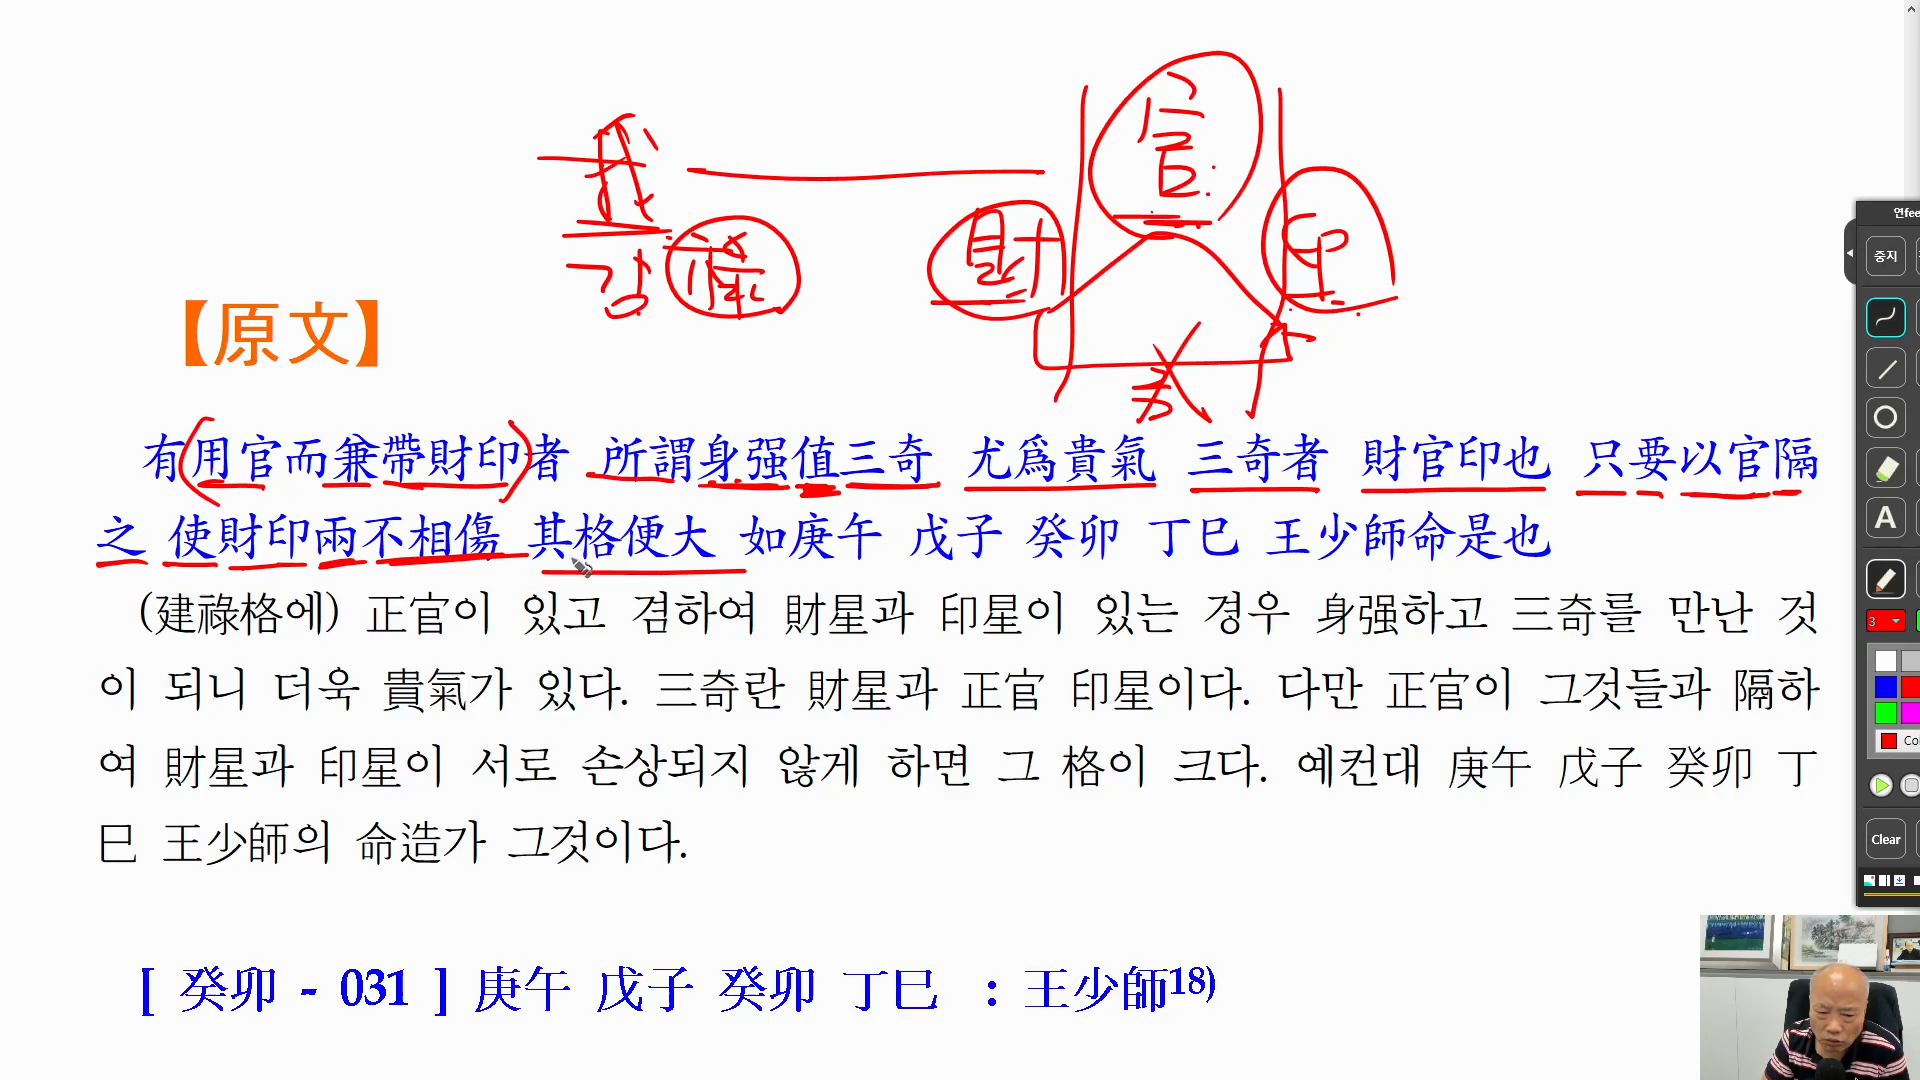 官
我
財
印
강
祿
【原文】
有用官而兼帶財印者 所謂身强値三奇 尤爲貴氣 三奇者 財官印也 只要以官隔
之 使財印兩不相傷 其格便大 如庚午 戊子 癸卯 丁巳 王少師命是也
(建祿格에) 正官이 있고 겸하여 財星과 印星이 있는 경우 身强하고 三奇를 만난 것
이 되니 더욱 貴氣가 있다. 三奇란 財星과 正官 印星이다. 다만 正官이 그것들과 隔하
여 財星과 印星이 서로 손상되지 않게 하면 그 格이 크다. 예컨대 庚午 戊子 癸卯 丁
巳 王少師의 命造가 그것이다.
[ 癸卯 - 031 ] 庚午 戊子 癸卯 丁巳 : 王少師18)
연fee
중지
A
3
Co
Clear